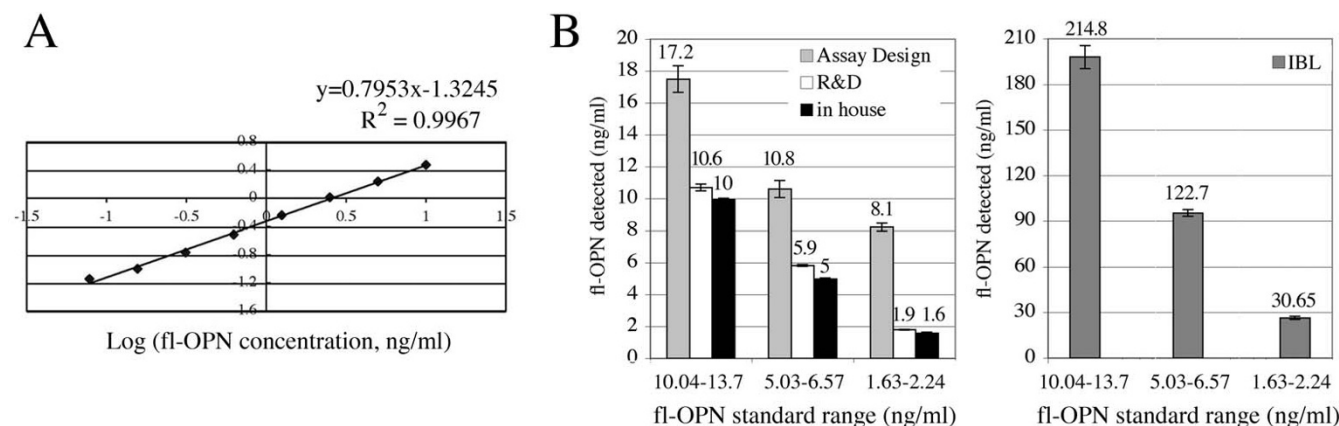 A
y=0.7953x-1.3245
R² = 0.9967
0.8
0.4
0
-1.5 -1 -0.5 0 0.5 1 1.5
-0.4
-0.8
-1.2
-1.6
Log (fl-OPN concentration, ng/ml)
B
fl-OPN detected (ng/ml)
20
18
16
14
12
10
8
6
4
2
0
Assay Design
R&D
in house
17.2
10.6
10
10.8
5.9
5
8.1
1.9
1.6
10.04-13.7 5.03-6.57 1.63-2.24
fl-OPN standard range (ng/ml)
fl-OPN detected (ng/ml)
210
180
150
120
90
60
30
0
IBL
214.8
122.7
30.65
10.04-13.7 5.03-6.57 1.63-2.24
fl-OPN standard range (ng/ml)